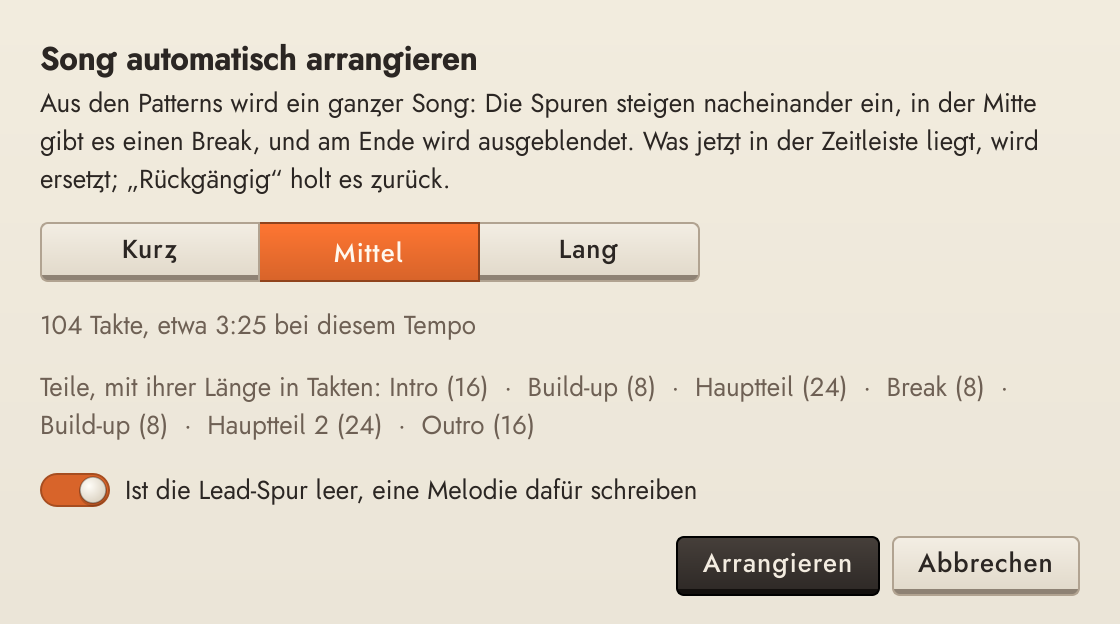 Song automatisch arrangieren
Aus den Patterns wird ein ganzer Song: Die Spuren steigen nacheinander ein, in der Mitte
gibt es einen Break, und am Ende wird ausgeblendet. Was jetzt in der Zeitleiste liegt, wird
ersetzt; „Rückgängig“ holt es zurück.
Kurz Mittel Lang
104 Takte, etwa 3:25 bei diesem Tempo
Teile, mit ihrer Länge in Takten: Intro (16) · Build-up (8) · Hauptteil (24) · Break (8) ·
Build-up (8) · Hauptteil 2 (24) · Outro (16)
Ist die Lead-Spur leer, eine Melodie dafür schreiben
Arrangieren Abbrechen